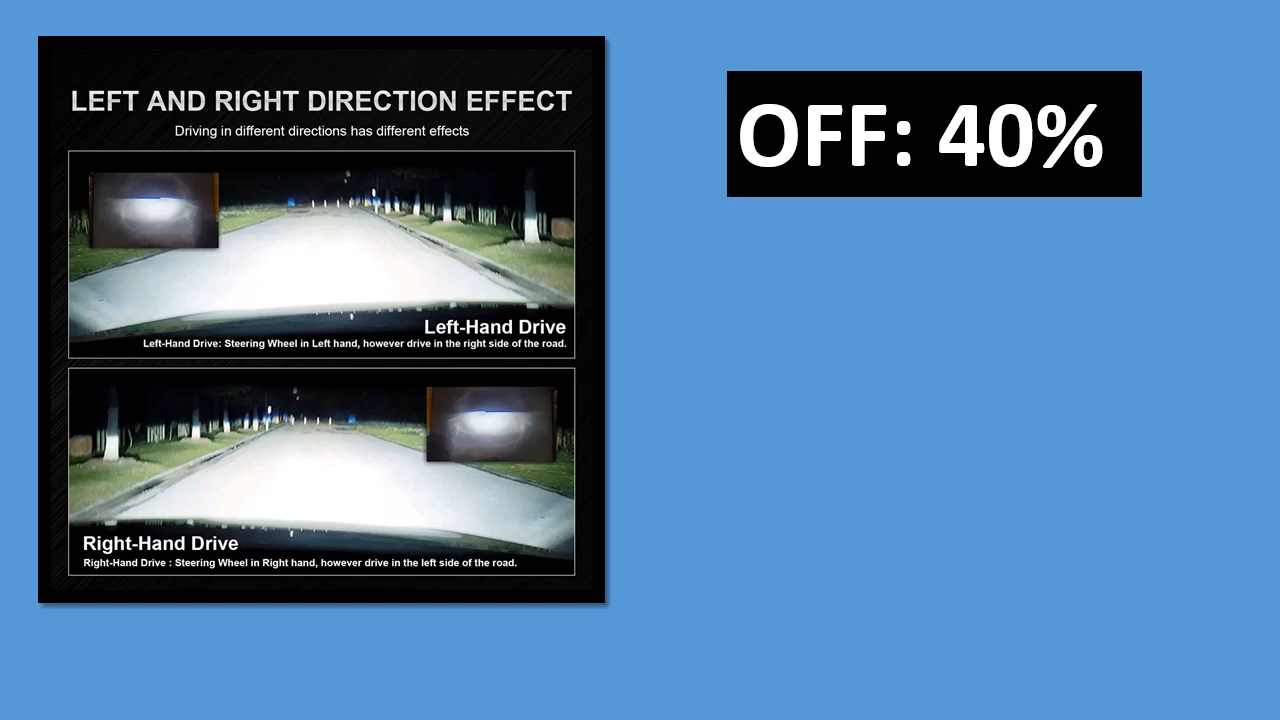 LEFT AND RIGHT DIRECTION EFFECT
Driving in different directions has different effects
Left-Hand Drive
Left-Hand Drive: Steering Wheel in Left hand, however drive in the right side of the road.
Right-Hand Drive
Right-Hand Drive : Steering Wheel in Right hand, however drive in the left side of the road.
OFF: 40%